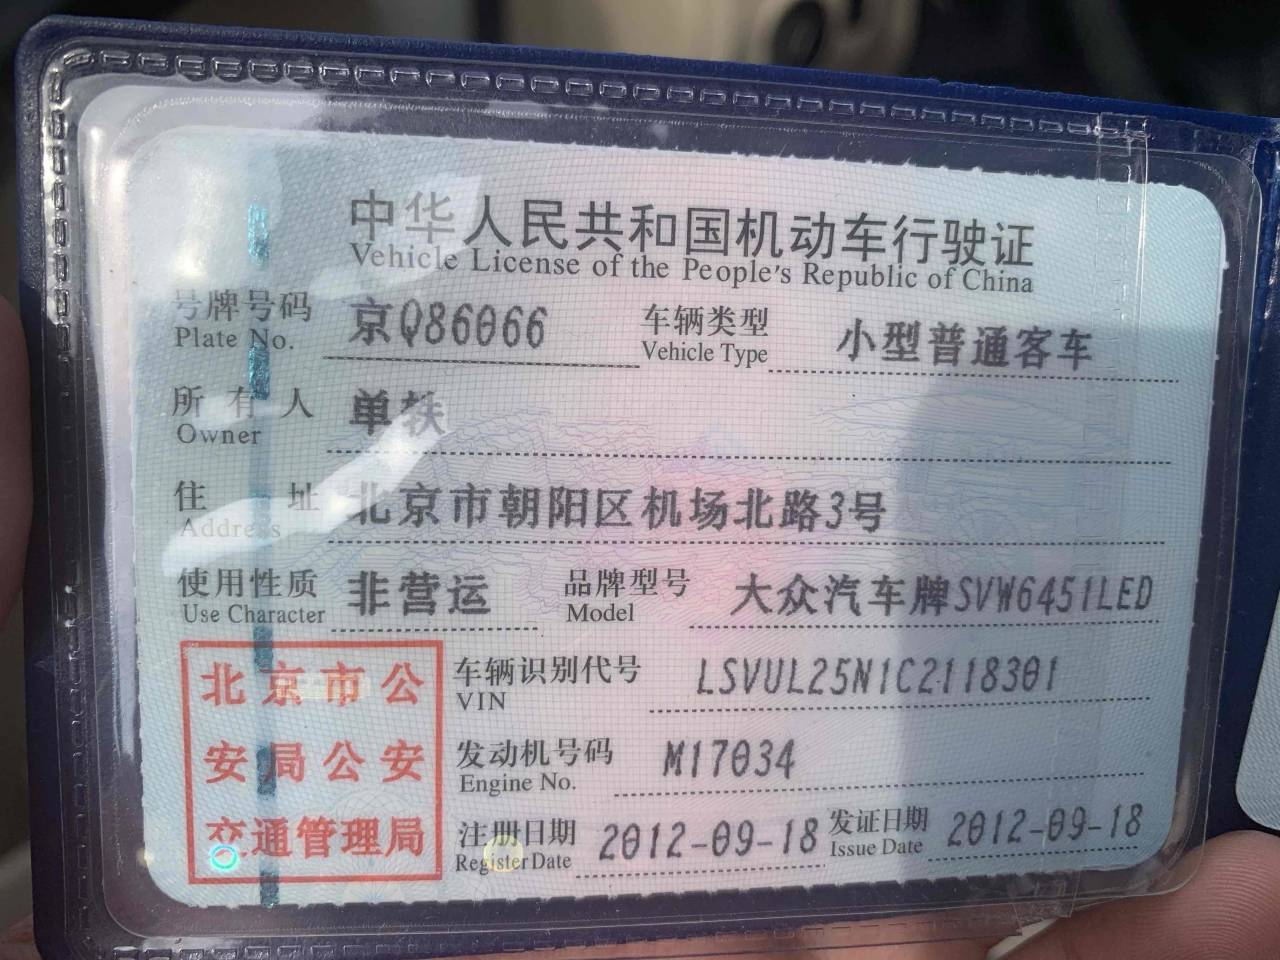 中华人民共和国机动车行驶证
Vehicle License of the People's Republic of China
号牌号码 京Q86066 车辆类型 小型普通客车
Plate No. Vehicle Type
所有人 单轶
Owner
住址 北京市朝阳区机场北路3号
Address
使用性质 非营运 品牌型号 大众汽车牌SVW6451LED
Use Character Model
北京市公
安局公安
交通管理局
车辆识别代号 LSVUL25N1C2118301
VIN
发动机号码 M17034
Engine No.
注册日期 2012-09-18 发证日期 2012-09-18
Register Date Issue Date